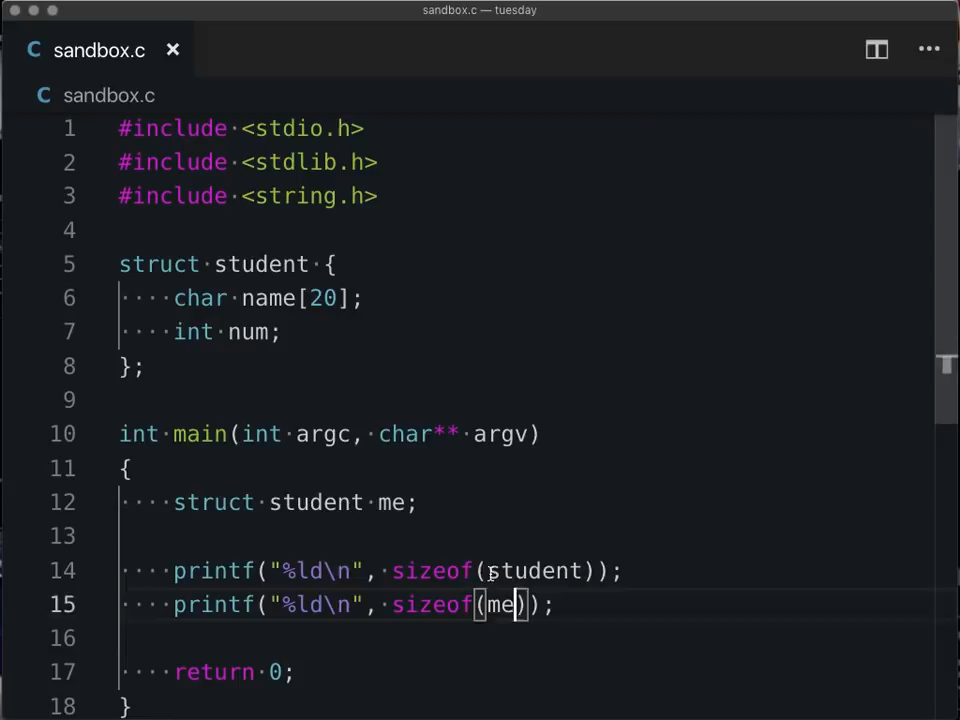 sandbox.c — tuesday
C sandbox.c ×
C sandbox.c
1 #include <stdio.h>
2 #include <stdlib.h>
3 #include <string.h>
4
5 struct student {
6 char name[20];
7 int num;
8 };
9
10 int main(int argc, char** argv)
11 {
12 struct student me;
13
14 printf("%ld\n", sizeof(student));
15 printf("%ld\n", sizeof(me));
16
17 return 0;
18 }